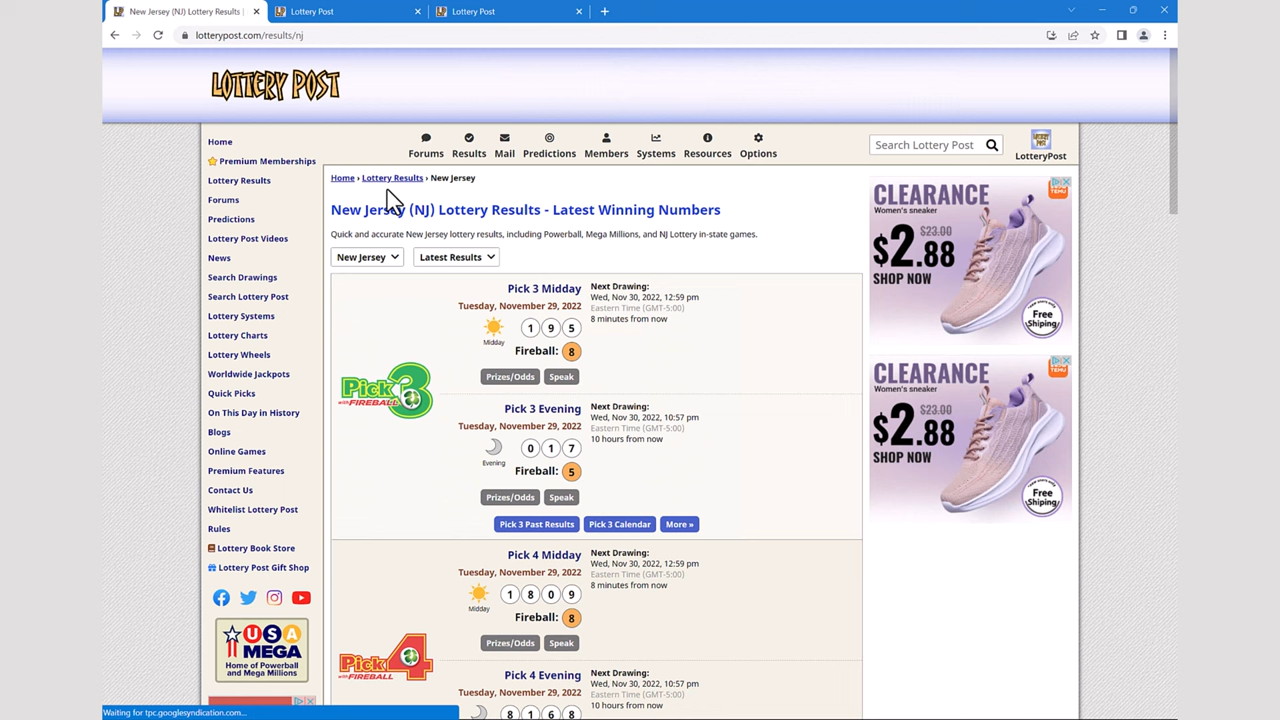 New Jersey (NJ) Lottery Results |
Lottery Post
Lottery Post
lotterypost.com/results/nj
LOTTERY POST
Forums
Results
Mail
Predictions
Members
Systems
Resources
Options
Search Lottery Post
LotteryPost
Home
Premium Memberships
Lottery Results
Forums
Predictions
Lottery Post Videos
News
Search Drawings
Search Lottery Post
Lottery Systems
Lottery Charts
Lottery Wheels
Worldwide Jackpots
Quick Picks
On This Day in History
Blogs
Online Games
Premium Features
Contact Us
Whitelist Lottery Post
Rules
Lottery Book Store
Lottery Post Gift Shop
USA
MEGA
Home of Powerball
and Mega Millions
Home › Lottery Results › New Jersey
New Jersey (NJ) Lottery Results - Latest Winning Numbers
Quick and accurate New Jersey lottery results, including Powerball, Mega Millions, and NJ Lottery in-state games.
New Jersey
Latest Results
Pick 3 Midday
Tuesday, November 29, 2022
Midday
1 9 5
Fireball: 8
Prizes/Odds Speak
Next Drawing:
Wed, Nov 30, 2022, 12:59 pm
Eastern Time (GMT-5:00)
8 minutes from now
Pick 3
with FIREBALL
Pick 3 Evening
Tuesday, November 29, 2022
Evening
0 1 7
Fireball: 5
Prizes/Odds Speak
Next Drawing:
Wed, Nov 30, 2022, 10:57 pm
Eastern Time (GMT-5:00)
10 hours from now
Pick 3 Past Results Pick 3 Calendar More »
Pick 4 Midday
Tuesday, November 29, 2022
Midday
1 8 0 9
Fireball: 8
Prizes/Odds Speak
Next Drawing:
Wed, Nov 30, 2022, 12:59 pm
Eastern Time (GMT-5:00)
8 minutes from now
Pick 4
with FIREBALL
Pick 4 Evening
Tuesday, November 29, 2022
8 1 6 8
Next Drawing:
Wed, Nov 30, 2022, 10:57 pm
Eastern Time (GMT-5:00)
10 hours from now
CLEARANCE
Women's sneaker
$23.00
$2.88
SHOP NOW
TEMU
Free
Shipping
CLEARANCE
Women's sneaker
$23.00
$2.88
SHOP NOW
TEMU
Free
Shipping
Waiting for tpc.googlesyndication.com...